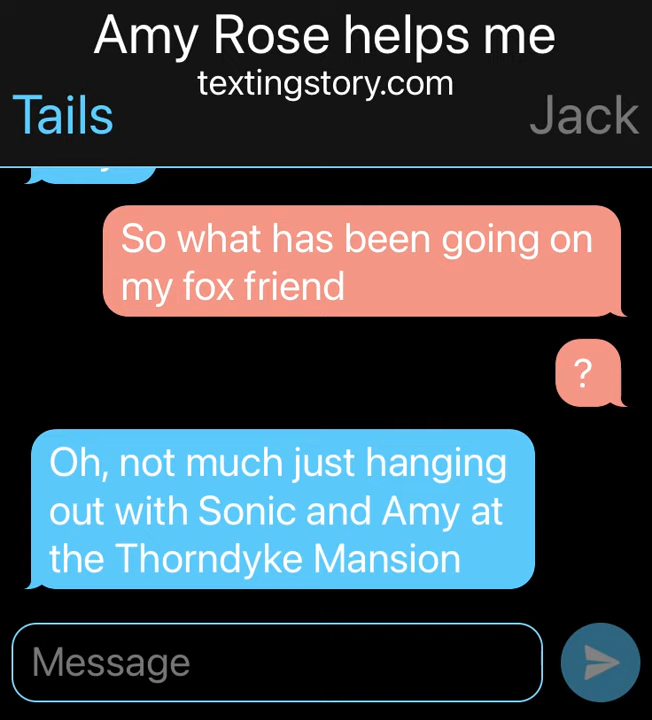 Amy Rose helps me
textingstory.com
Tails
Jack
So what has been going on
my fox friend
?
Oh, not much just hanging
out with Sonic and Amy at
the Thorndyke Mansion
Message